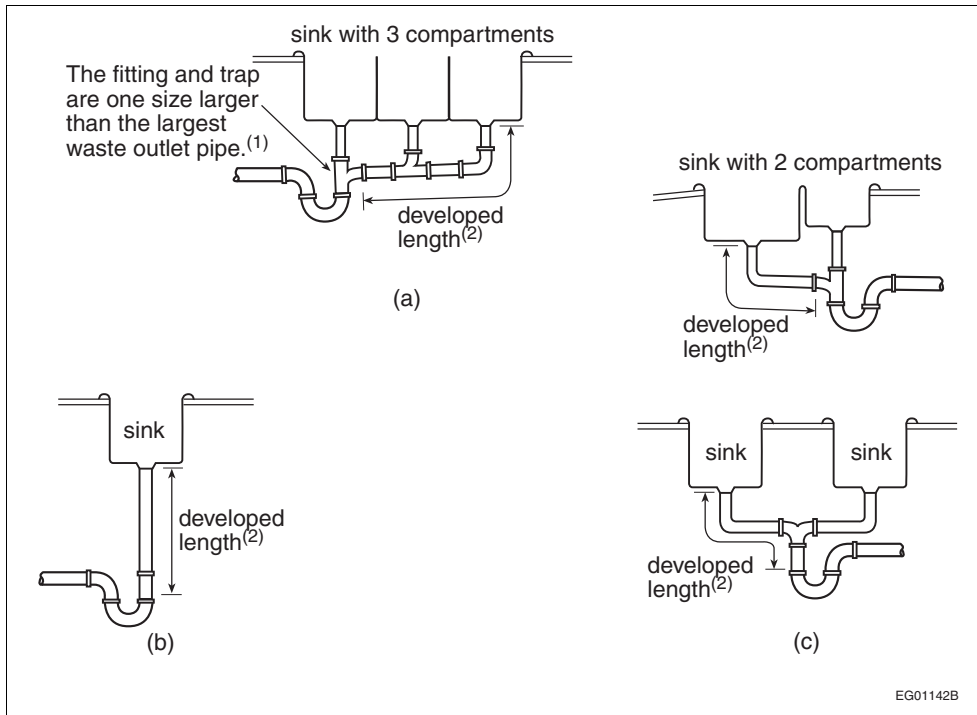 sink with 3 compartments
The fitting and trap
are one size larger
than the largest
waste outlet pipe.(1)
developed
length(2)
(a)
sink with 2 compartments
developed
length(2)
sink
developed
length(2)
(b)
sink
sink
developed
length(2)
(c)
EG01142B